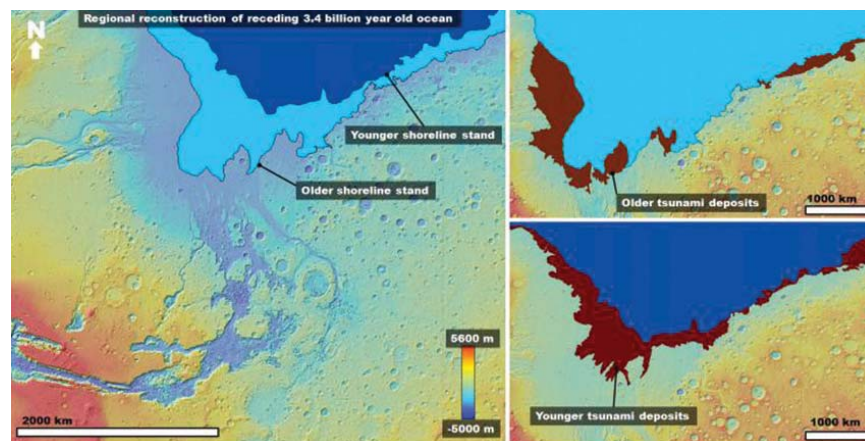 Regional reconstruction of receding 3.4 billion year old ocean
N
Younger shoreline stand
Older shoreline stand
5600 m
-5000 m
2000 km
Older tsunami deposits
1000 km
Younger tsunami deposits
1000 km